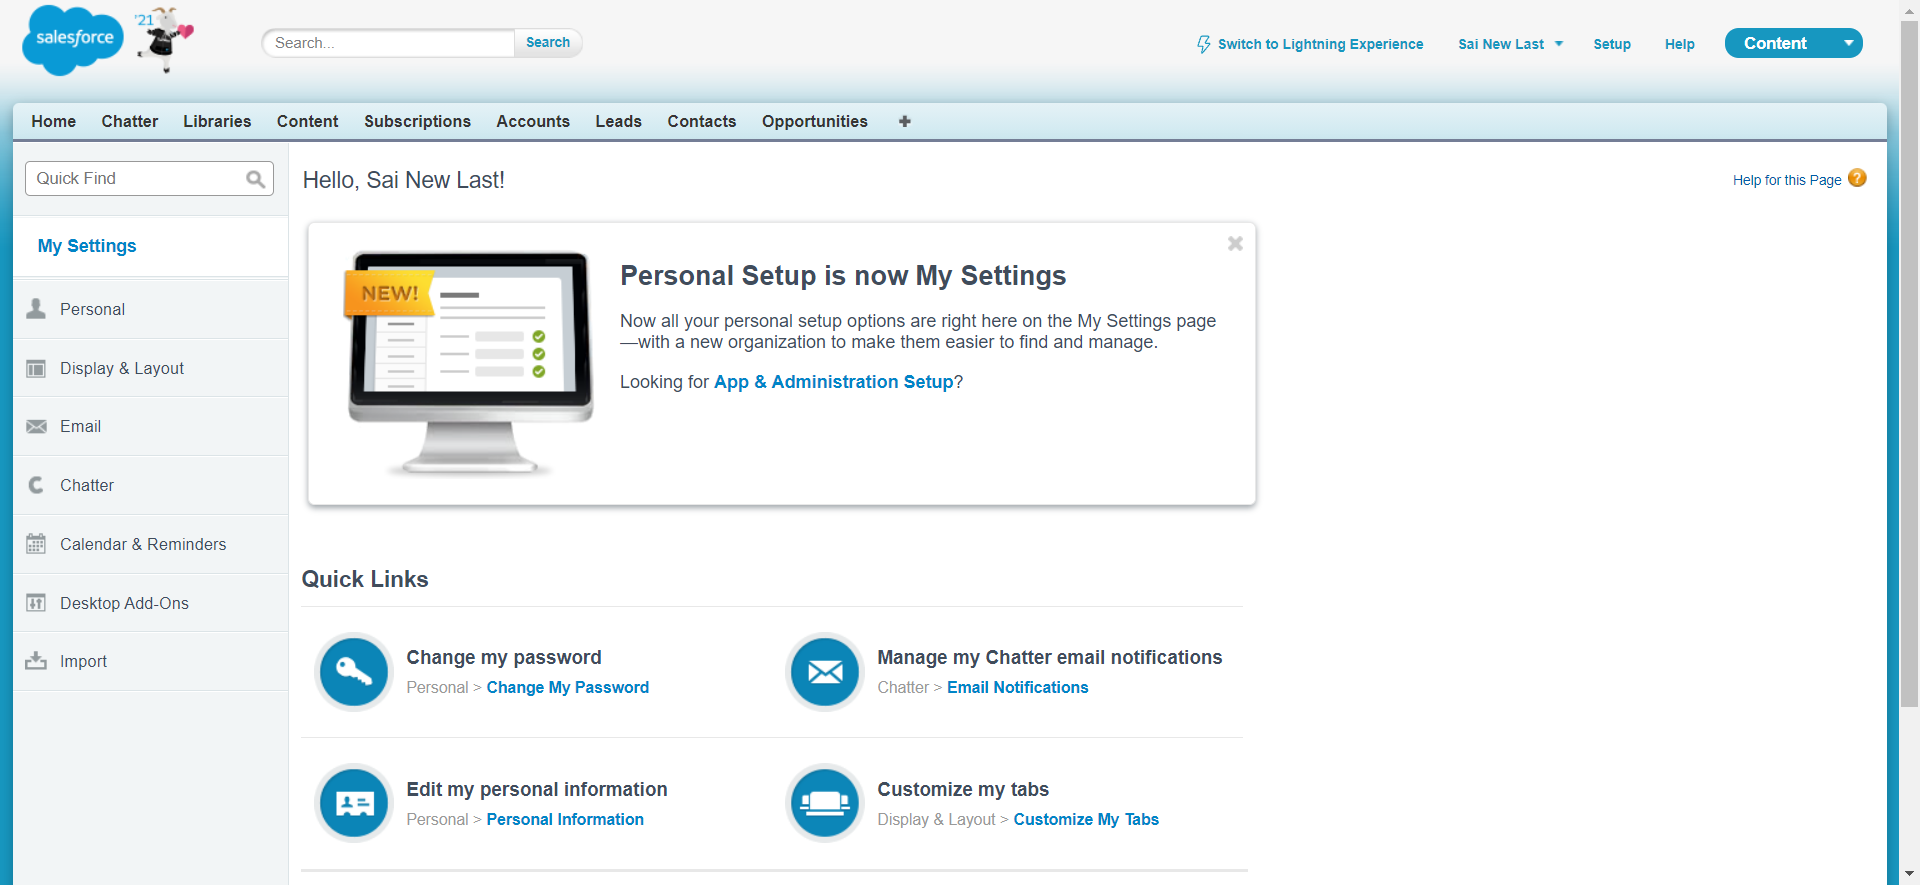 salesforce
'21
Search...
Search
Switch to Lightning Experience
Sai New Last
Setup
Help
Content
Home
Chatter
Libraries
Content
Subscriptions
Accounts
Leads
Contacts
Opportunities
+
Quick Find
Hello, Sai New Last!
Help for this Page
?
My Settings
Personal
Display & Layout
Email
Chatter
Calendar & Reminders
Desktop Add-Ons
Import
NEW!
Personal Setup is now My Settings
Now all your personal setup options are right here on the My Settings page
—with a new organization to make them easier to find and manage.
Looking for App & Administration Setup?
Quick Links
Change my password
Personal > Change My Password
Manage my Chatter email notifications
Chatter > Email Notifications
Edit my personal information
Personal > Personal Information
Customize my tabs
Display & Layout > Customize My Tabs